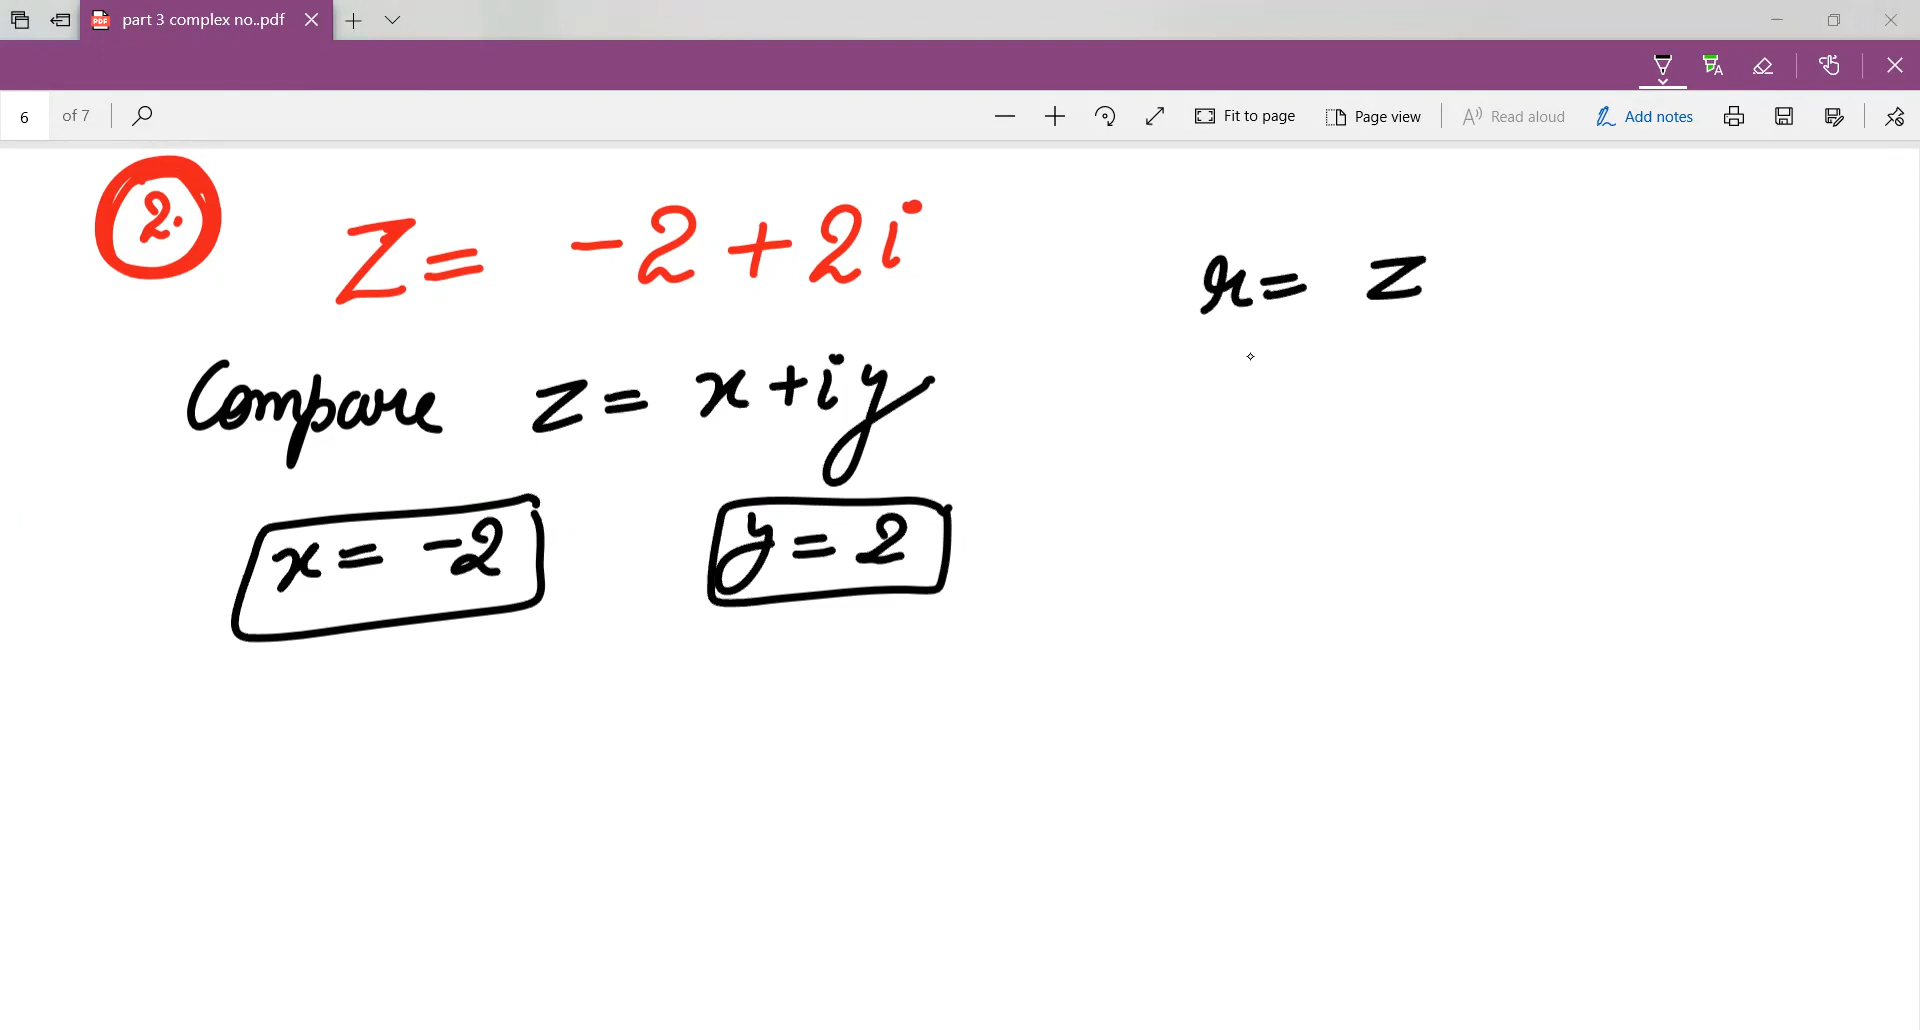 part 3 complex no..pdf
6 of 7 Fit to page Page view Read aloud Add notes
2.
Z = -2 + 2i
r = z
Compare z = x + iy
x = -2 y = 2